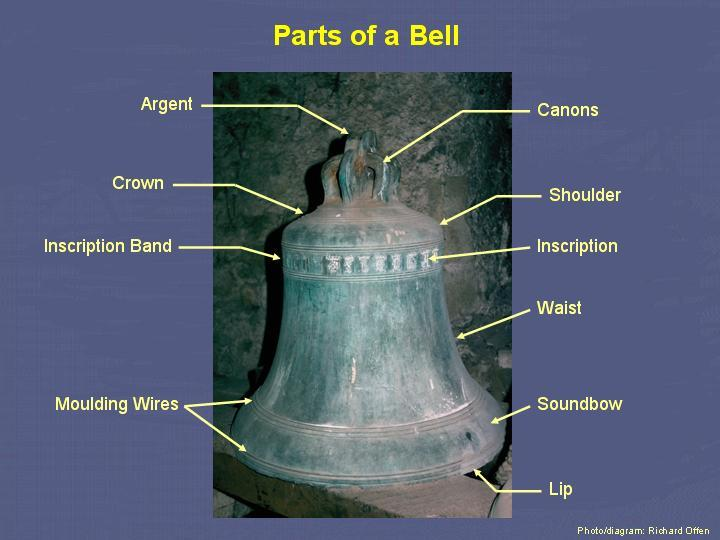 Parts of a Bell
Argent
Canons
Crown
Shoulder
Inscription Band
Inscription
Waist
Moulding Wires
Soundbow
Lip
Photo/diagram: Richard Offen